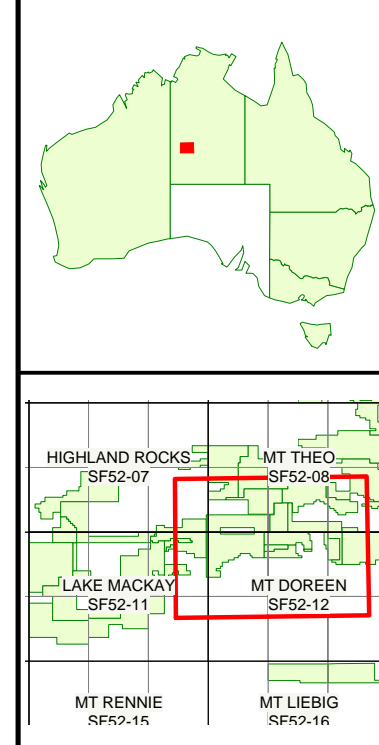 HIGHLAND ROCKS
SF52-07
MT THEO
SF52-08
LAKE MACKAY
SF52-11
MT DOREEN
SF52-12
MT RENNIE
SF52-15
MT LIEBIG
SF52-16